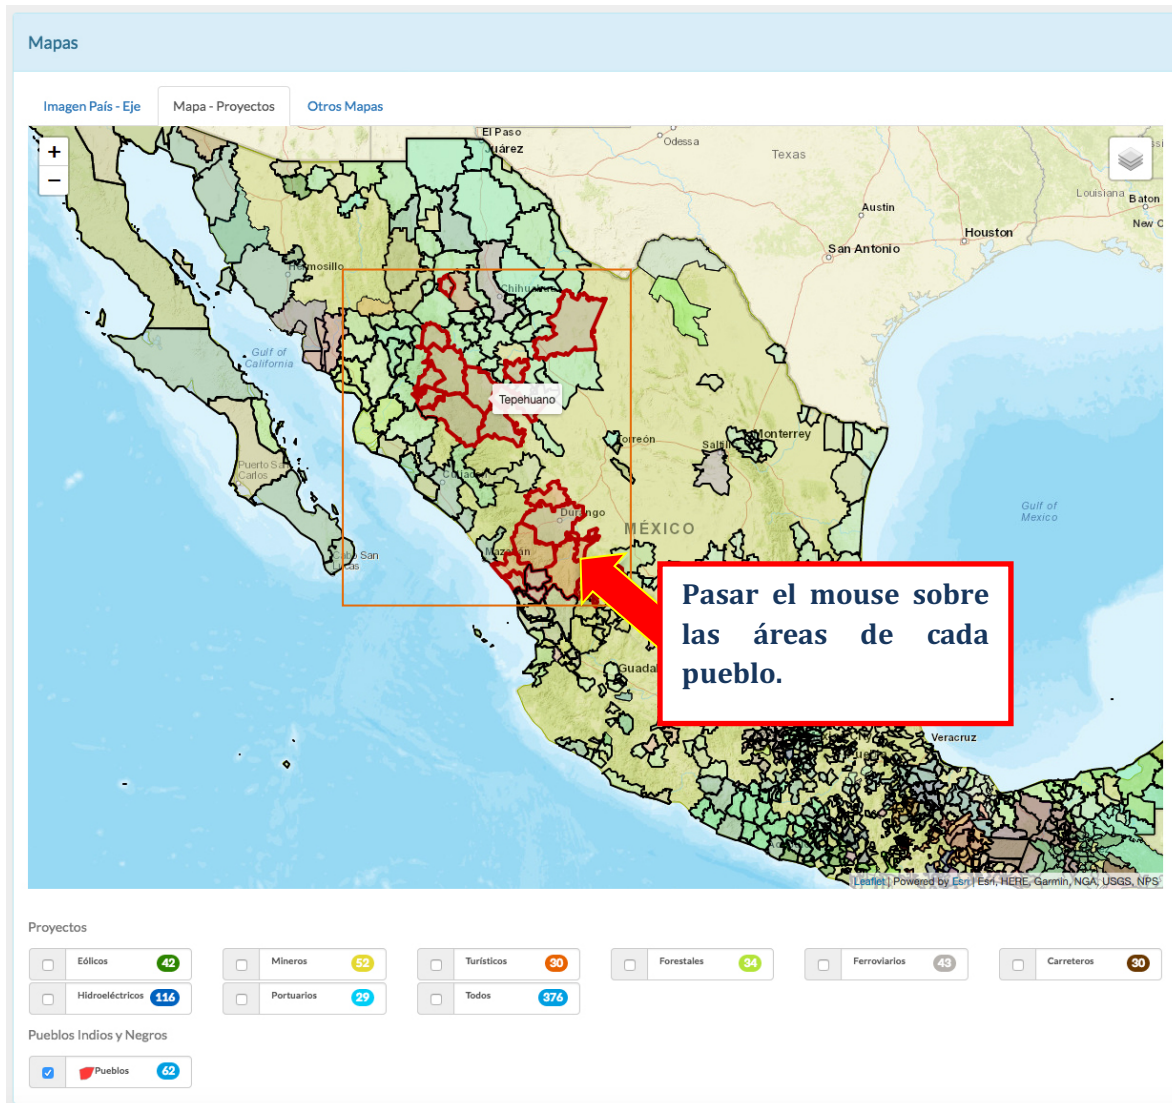 Mapas
Imagen País - Eje
Mapa - Proyectos
Otros Mapas
+
−
El Paso
Juárez
Odessa
Texas
Louisiana
Baton
New O
Austin
Houston
San Antonio
Hermosillo
Chihuahua
Gulf of
California
Tepehuano
Torreón
Saltillo
Monterrey
Puerto San
Carlos
Culiacán
Durango
MÉXICO
Gulf of
Mexico
Mazatlán
Cabo San
Lucas
Pasar el mouse sobre
las áreas de cada
pueblo.
Guadal
Veracruz
Leaflet | Powered by Esri | Esri, HERE, Garmin, NGA, USGS, NPS
Proyectos
Eólicos 42
Mineros 52
Turísticos 30
Forestales 34
Ferroviarios 43
Carreteros 30
Hidroeléctricos 116
Portuarios 29
Todos 376
Pueblos Indios y Negros
Pueblos 62